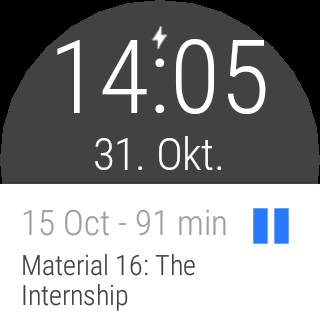 14:05
31. Okt.
15 Oct - 91 min
Material 16: The
Internship